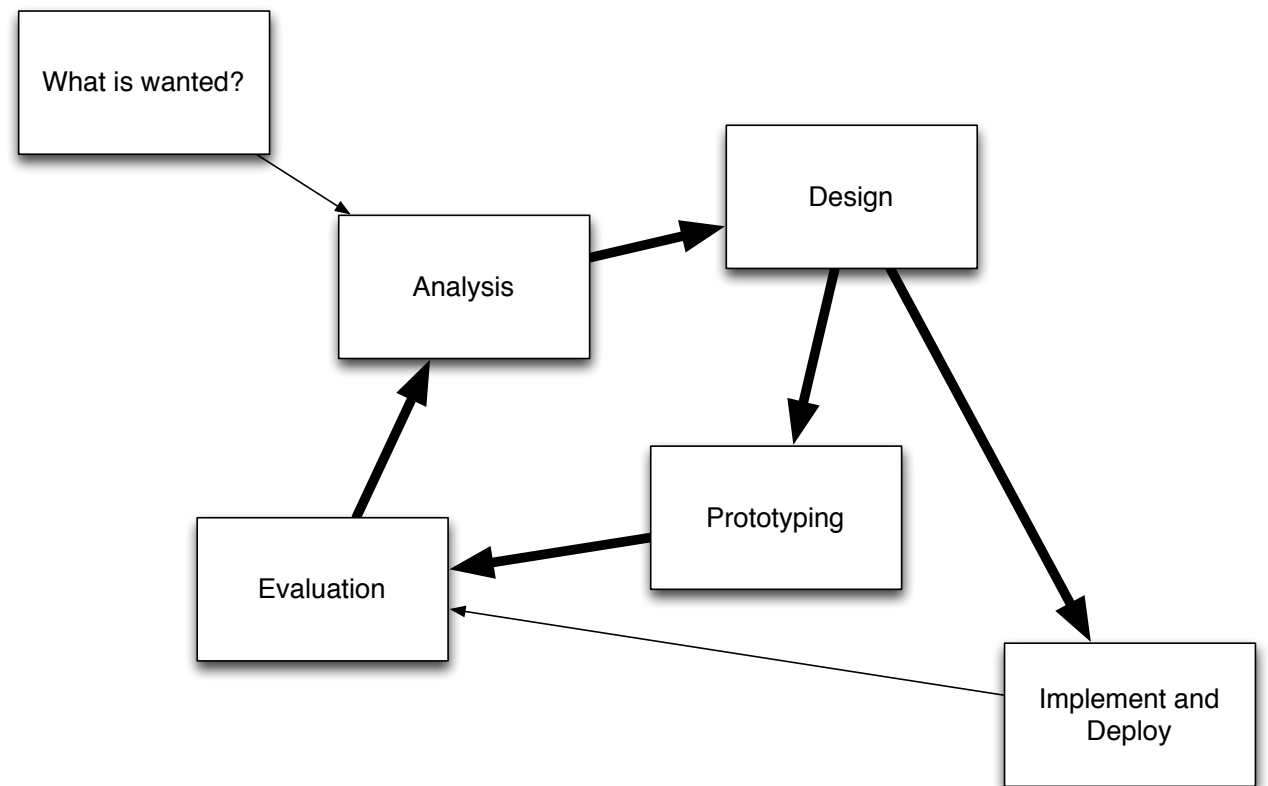 What is wanted?
Design
Analysis
Prototyping
Evaluation
Implement and
Deploy